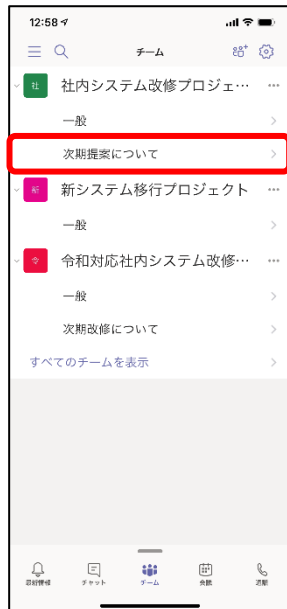 12:58
チーム
社 社内システム改修プロジェ…
一般
次期提案について
新 新システム移行プロジェクト
一般
令 令和対応社内システム改修…
一般
次期改修について
すべてのチームを表示
最新情報 チャット チーム 会議 通話